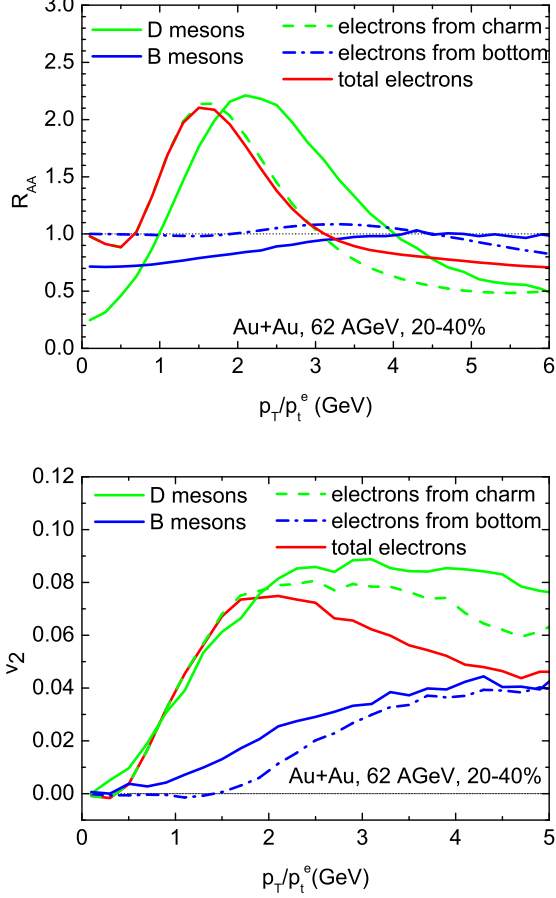 3.0
D mesons
electrons from charm
B mesons
electrons from bottom
total electrons
2.5
2.0
1.5
1.0
0.5
0.0
R_AA
Au+Au, 62 AGeV, 20-40%
0 1 2 3 4 5 6
p_T/p_t^e (GeV)
0.12
D mesons
electrons from charm
B mesons
electrons from bottom
total electrons
0.10
0.08
0.06
0.04
0.02
0.00
v_2
Au+Au, 62 AGeV, 20-40%
0 1 2 3 4 5
p_T/p_t^e(GeV)